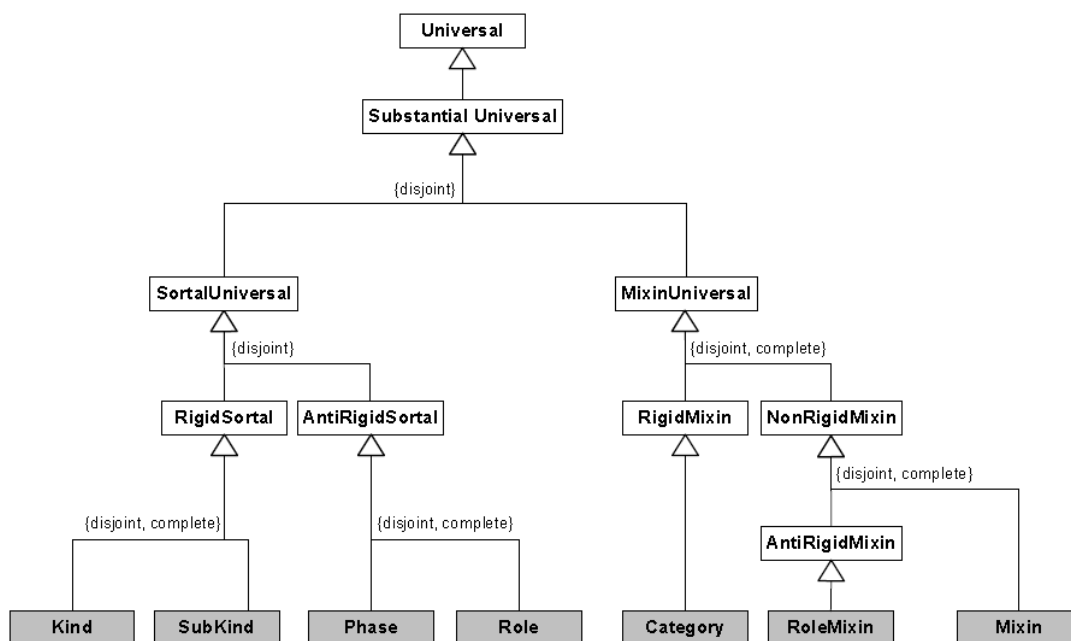 Universal
Substantial Universal
{disjoint}
SortalUniversal
MixinUniversal
{disjoint}
{disjoint, complete}
RigidSortal
AntiRigidSortal
RigidMixin
NonRigidMixin
{disjoint, complete}
{disjoint, complete}
{disjoint, complete}
AntiRigidMixin
Kind
SubKind
Phase
Role
Category
RoleMixin
Mixin